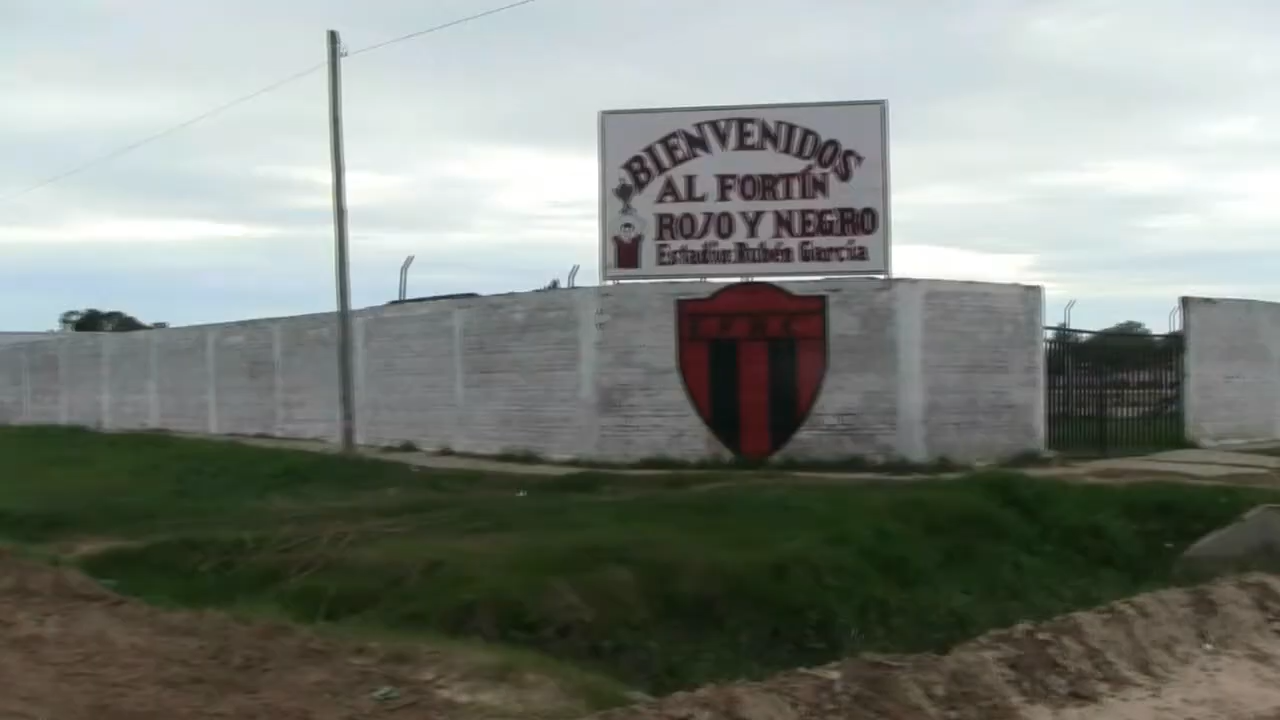 BIENVENIDOS
AL FORTÍN
ROJO Y NEGRO
Estadio Rubén García